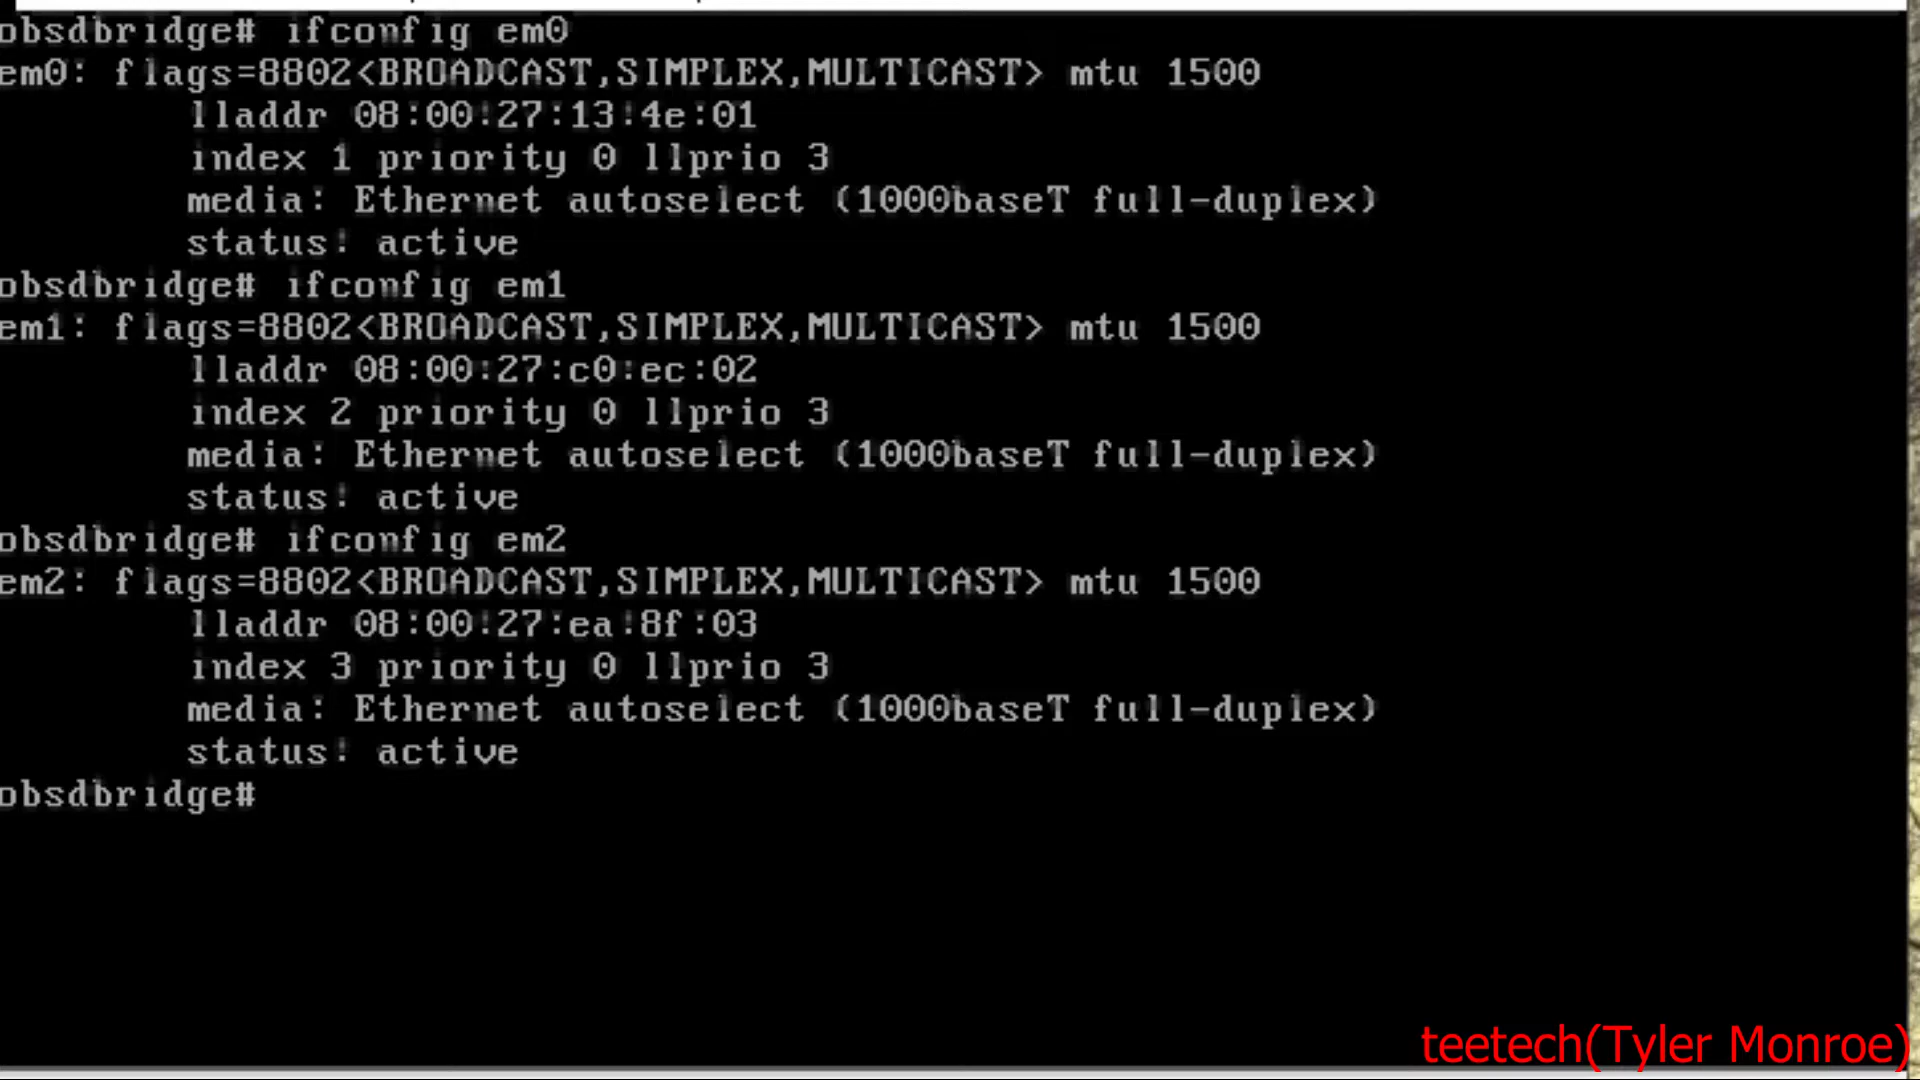 obsdbridge# ifconfig em0
em0: flags=8802<BROADCAST,SIMPLEX,MULTICAST> mtu 1500
lladdr 08:00:27:13:4e:01
index 1 priority 0 llprio 3
media: Ethernet autoselect (1000baseT full-duplex)
status: active
obsdbridge# ifconfig em1
em1: flags=8802<BROADCAST,SIMPLEX,MULTICAST> mtu 1500
lladdr 08:00:27:c0:ec:02
index 2 priority 0 llprio 3
media: Ethernet autoselect (1000baseT full-duplex)
status: active
obsdbridge# ifconfig em2
em2: flags=8802<BROADCAST,SIMPLEX,MULTICAST> mtu 1500
lladdr 08:00:27:ea:8f:03
index 3 priority 0 llprio 3
media: Ethernet autoselect (1000baseT full-duplex)
status: active
obsdbridge#
teetech(Tyler Monroe)